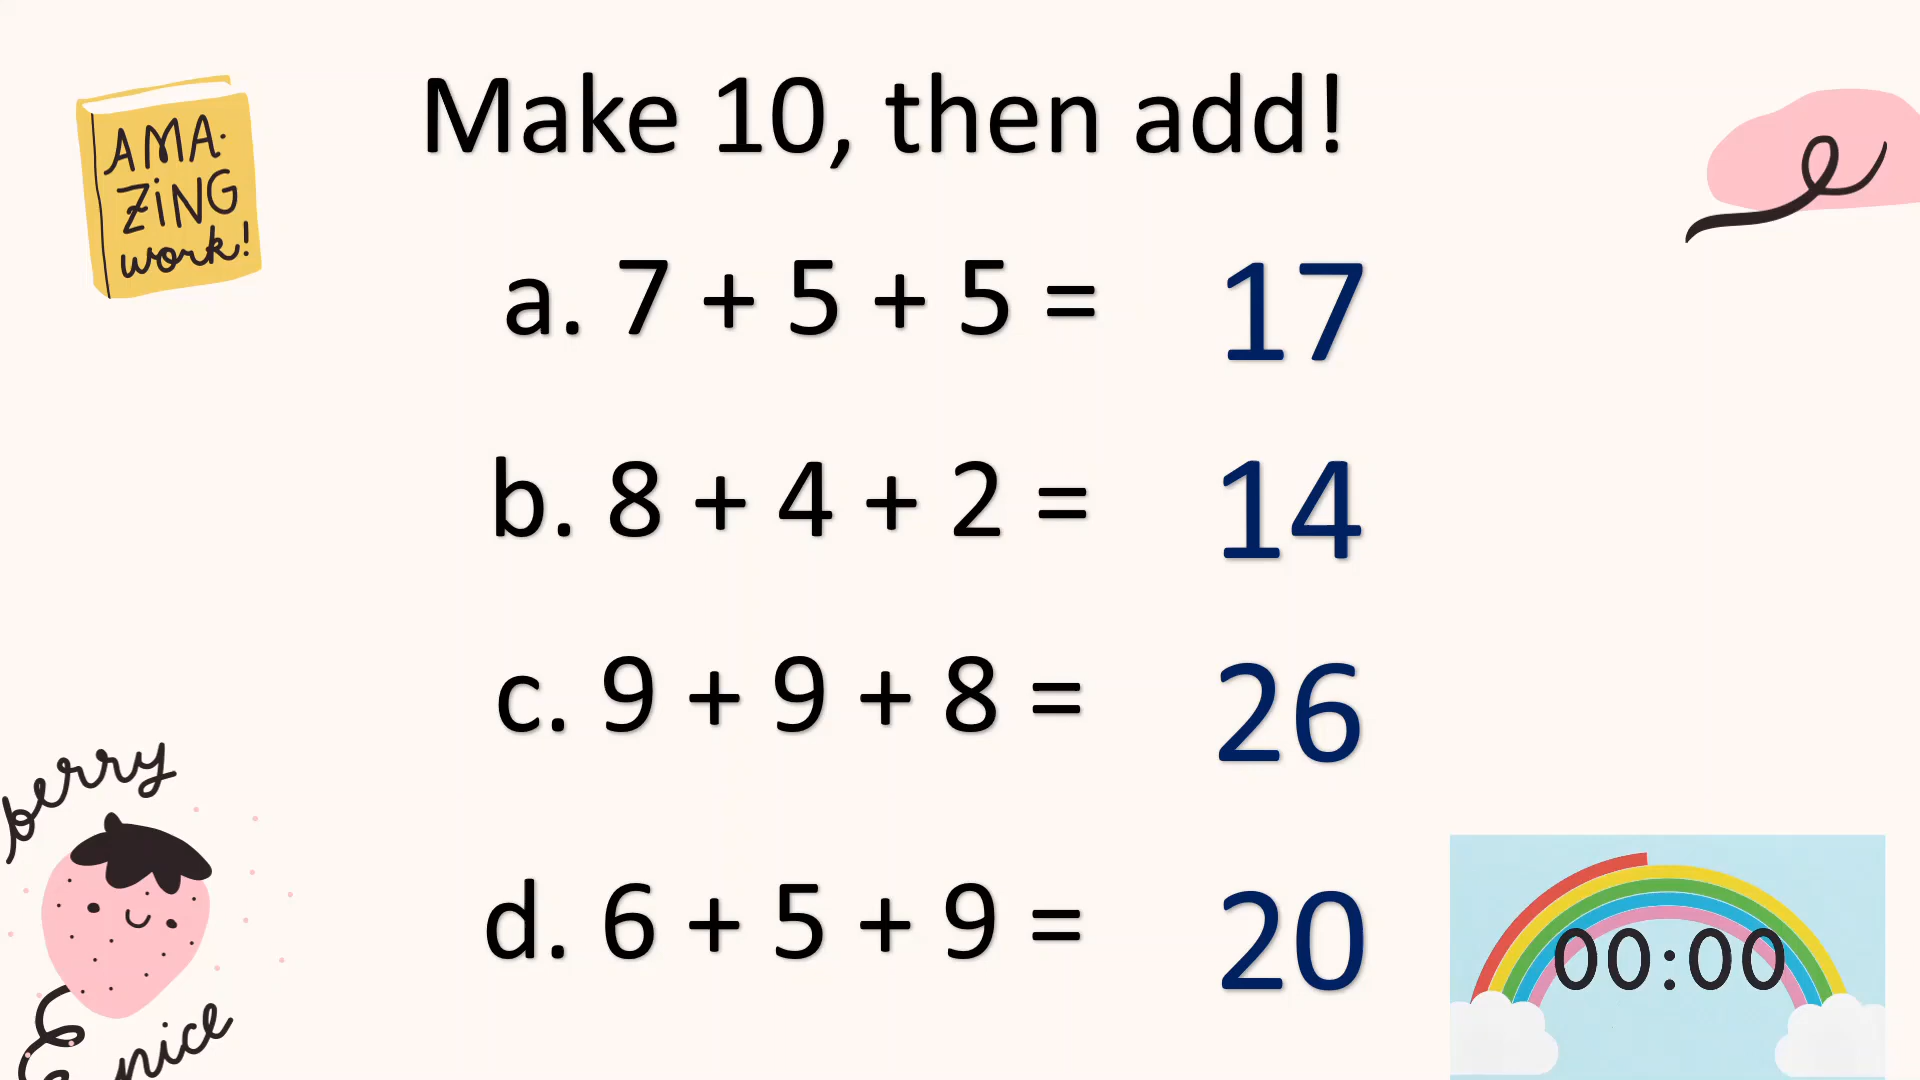 Make 10, then add!
AMA-
ZiNG
work!
a. 7 + 5 + 5 = 17
b. 8 + 4 + 2 = 14
c. 9 + 9 + 8 = 26
d. 6 + 5 + 9 = 20
berry
nice
00:00